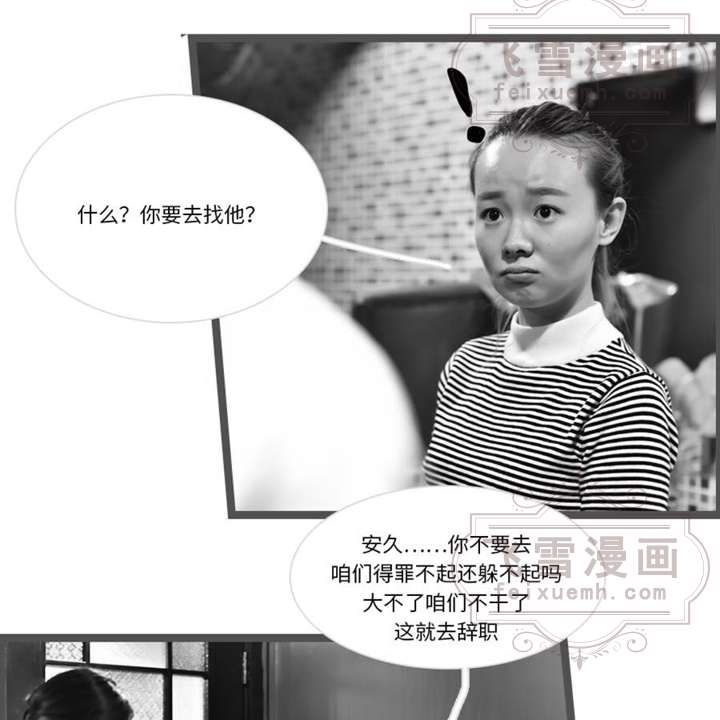 飞雪漫画
feixuemh.com
什么？你要去找他？
安久……你不要去
咱们得罪不起还躲不起吗
大不了咱们不干了
这就去辞职
飞雪漫画
feixuemh.com